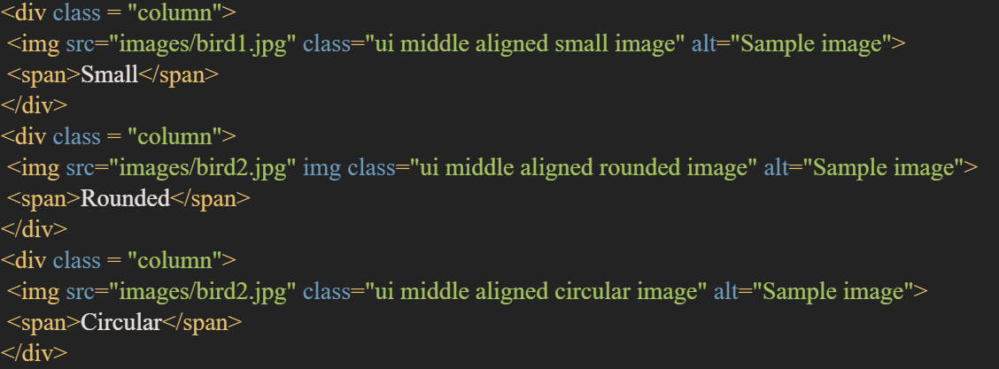 <div class = "column">
<img src="images/bird1.jpg" class="ui middle aligned small image" alt="Sample image">
<span>Small</span>
</div>
<div class = "column">
<img src="images/bird2.jpg" img class="ui middle aligned rounded image" alt="Sample image">
<span>Rounded</span>
</div>
<div class = "column">
<img src="images/bird2.jpg" class="ui middle aligned circular image" alt="Sample image">
<span>Circular</span>
</div>